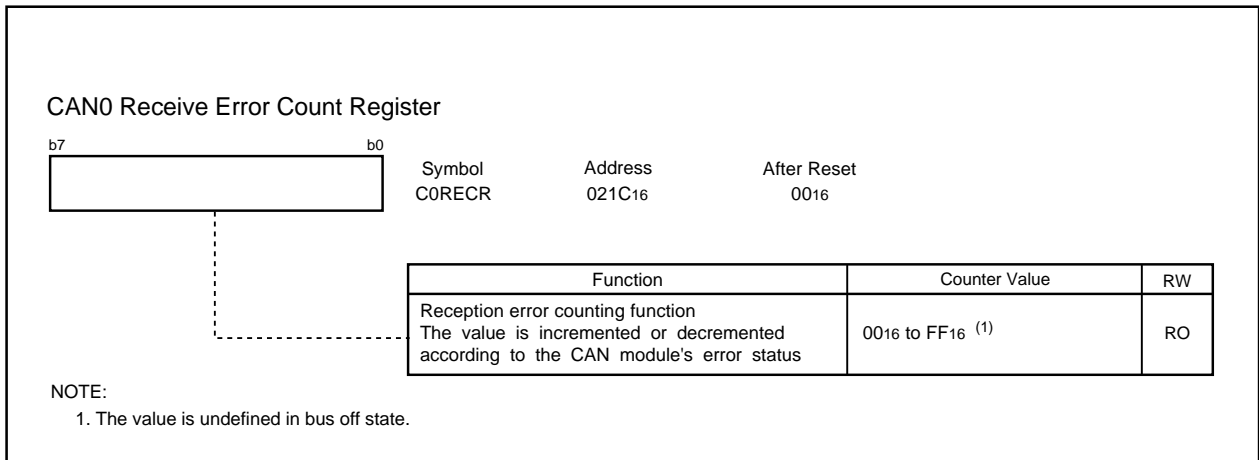 CAN0 Receive Error Count Register
b7 b0
Symbol Address After Reset
C0RECR 021C16 0016
Function Counter Value RW
Reception error counting function
The value is incremented or decremented
according to the CAN module's error status
0016 to FF16 (1) RO
NOTE:
1. The value is undefined in bus off state.